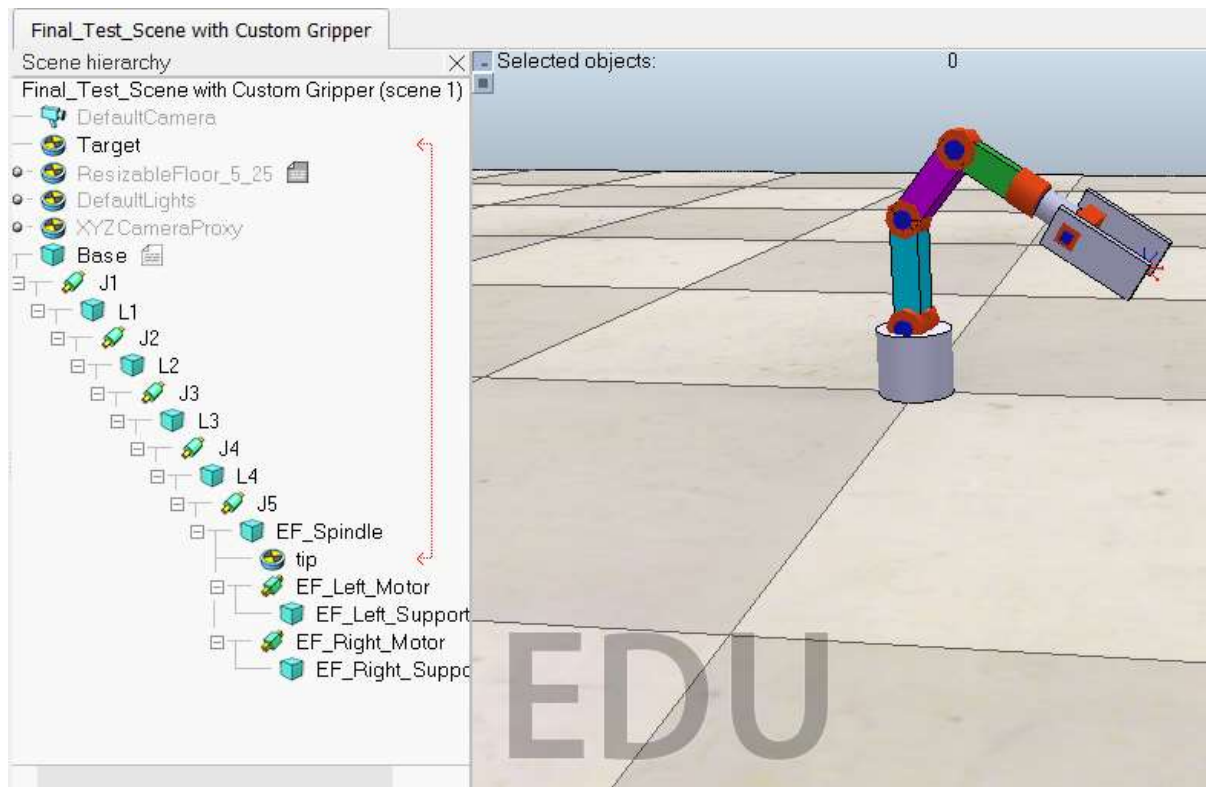 Final_Test_Scene with Custom Gripper
Scene hierarchy
Selected objects: 0
Final_Test_Scene with Custom Gripper (scene 1)
DefaultCamera
Target
ResizableFloor_5_25
DefaultLights
XYZCameraProxy
Base
J1
L1
J2
L2
J3
L3
J4
L4
J5
EF_Spindle
tip
EF_Left_Motor
EF_Left_Support
EF_Right_Motor
EF_Right_Suppo
EDU